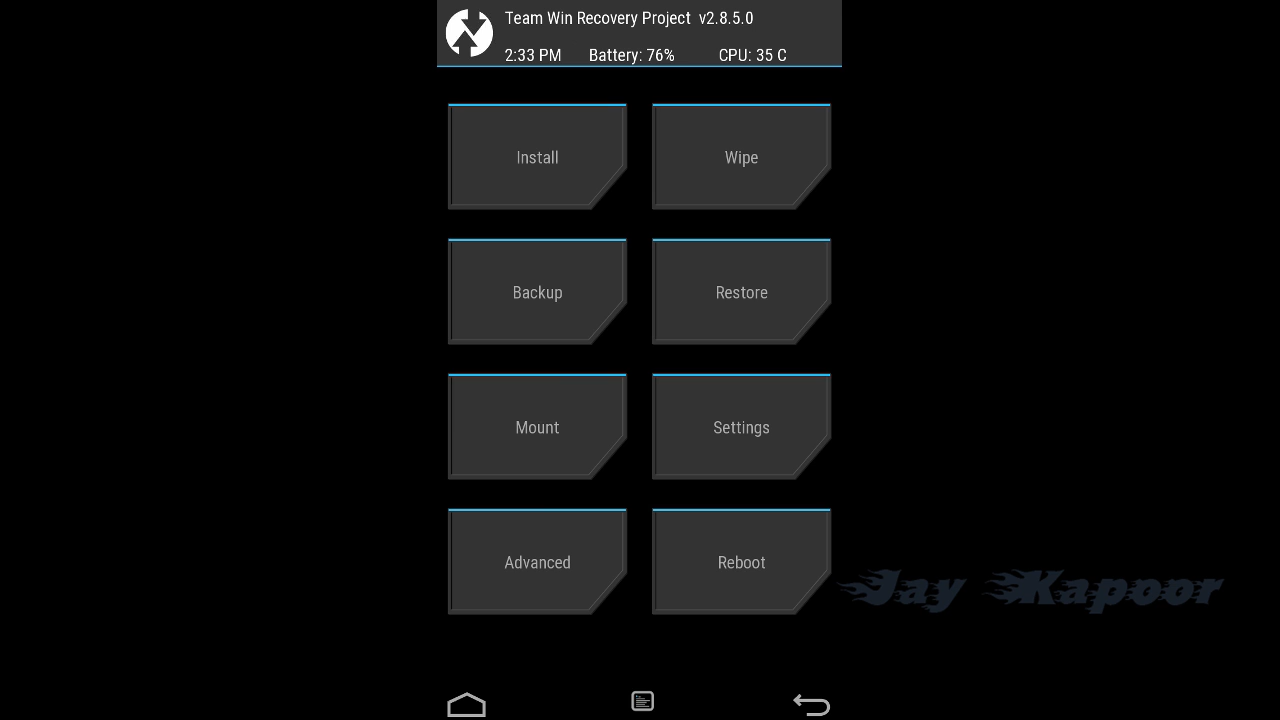 Team Win Recovery Project v2.8.5.0
2:33 PM Battery: 76% CPU: 35 C
Install Wipe
Backup Restore
Mount Settings
Advanced Reboot
Jay Kapoor